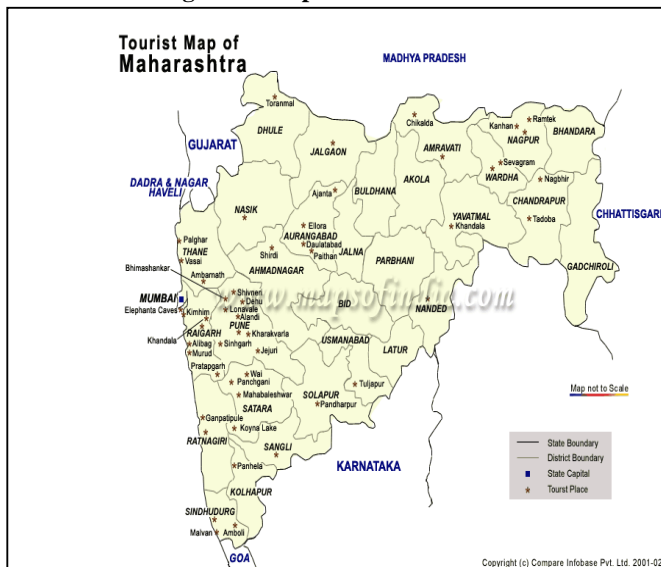 Tourist Map of
Maharashtra
MADHYA PRADESH
GUJARAT
DADRA & NAGAR
HAVELI
CHHATTISGARH
KARNATAKA
GOA
Toranmal
DHULE
JALGAON
Chikalda
AMRAVATI
Kanhan
Ramtek
NAGPUR
BHANDARA
Sevagram
WARDHA
Nagbhir
CHANDRAPUR
Tadoba
GADCHIROLI
AKOLA
BULDHANA
YAVATMAL
Khandala
Ajanta
NASIK
Ellora
AURANGABAD
Daulatabad
Paithan
JALNA
PARBHANI
Shirdi
AHMADNAGAR
Palghar
THANE
Vasai
Bhimashankar
Ambarnath
MUMBAI
Elephanta Caves
Kimhim
Shivneri
Dehu
Lonavale
Alandi
PUNE
Kharakvarla
Khandala
RAIGARH
Alibag
Murud
Sinhgarh
Jejuri
BID
NANDED
www.mapsofindia.com
USMANABAD
LATUR
Pratapgarh
Wai
Panchgani
Mahabaleshwar
SATARA
SOLAPUR
Tuljapur
Pandharpur
Ganpatipule
RATNAGIRI
Koyna Lake
SANGLI
Panhela
KOLHAPUR
SINDHUDURG
Malvan
Amboli
Map not to Scale
State Boundary
District Boundary
State Capital
Tourist Place
Copyright (c) Compare Infobase Pvt. Ltd. 2001-02